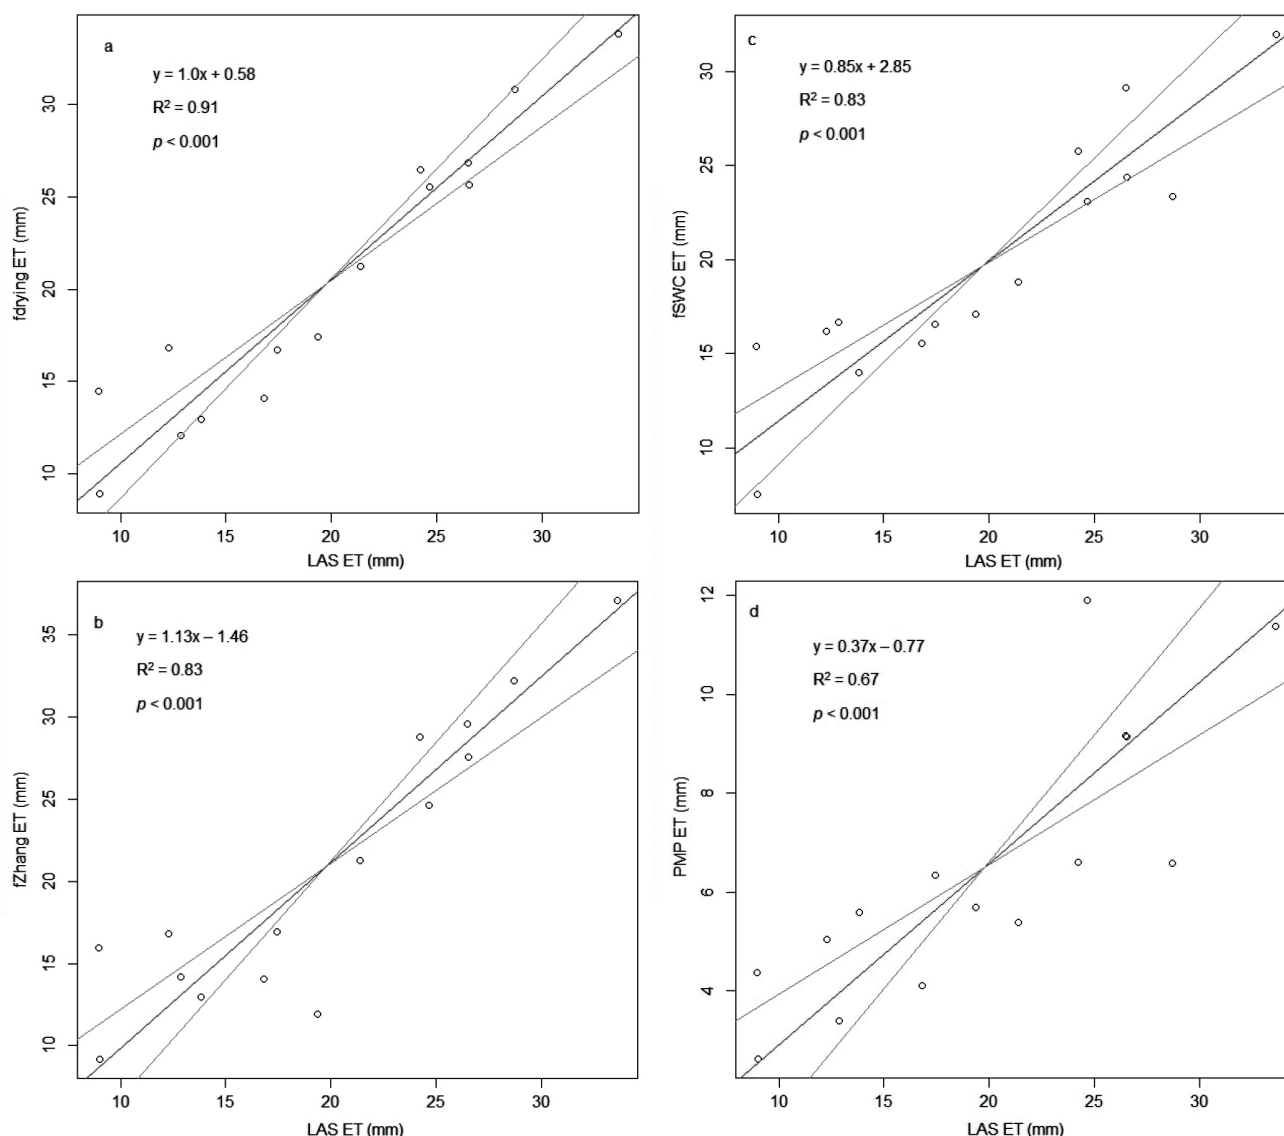 a
y = 1.0x + 0.58
R² = 0.91
p < 0.001
fdrying ET (mm)
30
25
20
15
10
10 15 20 25 30
LAS ET (mm)
c
y = 0.85x + 2.85
R² = 0.83
p < 0.001
fSWC ET (mm)
30
25
20
15
10
10 15 20 25 30
LAS ET (mm)
b
y = 1.13x – 1.46
R² = 0.83
p < 0.001
fZhang ET (mm)
35
30
25
20
15
10
10 15 20 25 30
LAS ET (mm)
d
y = 0.37x – 0.77
R² = 0.67
p < 0.001
PMP ET (mm)
12
10
8
6
4
10 15 20 25 30
LAS ET (mm)